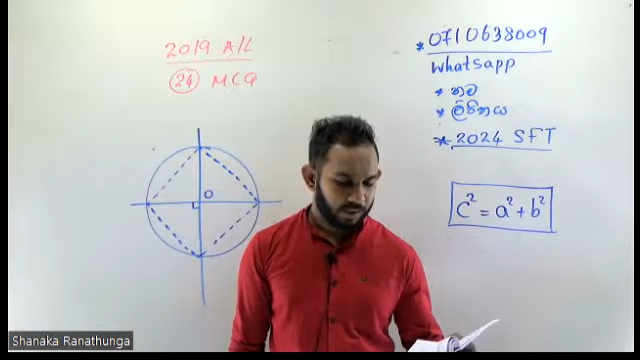 2019 A/L
24 MCQ
O
* 0710638009
Whatsapp
* නම
* ලිපිනය
* 2024 SFT
c² = a² + b²
Shanaka Ranathunga